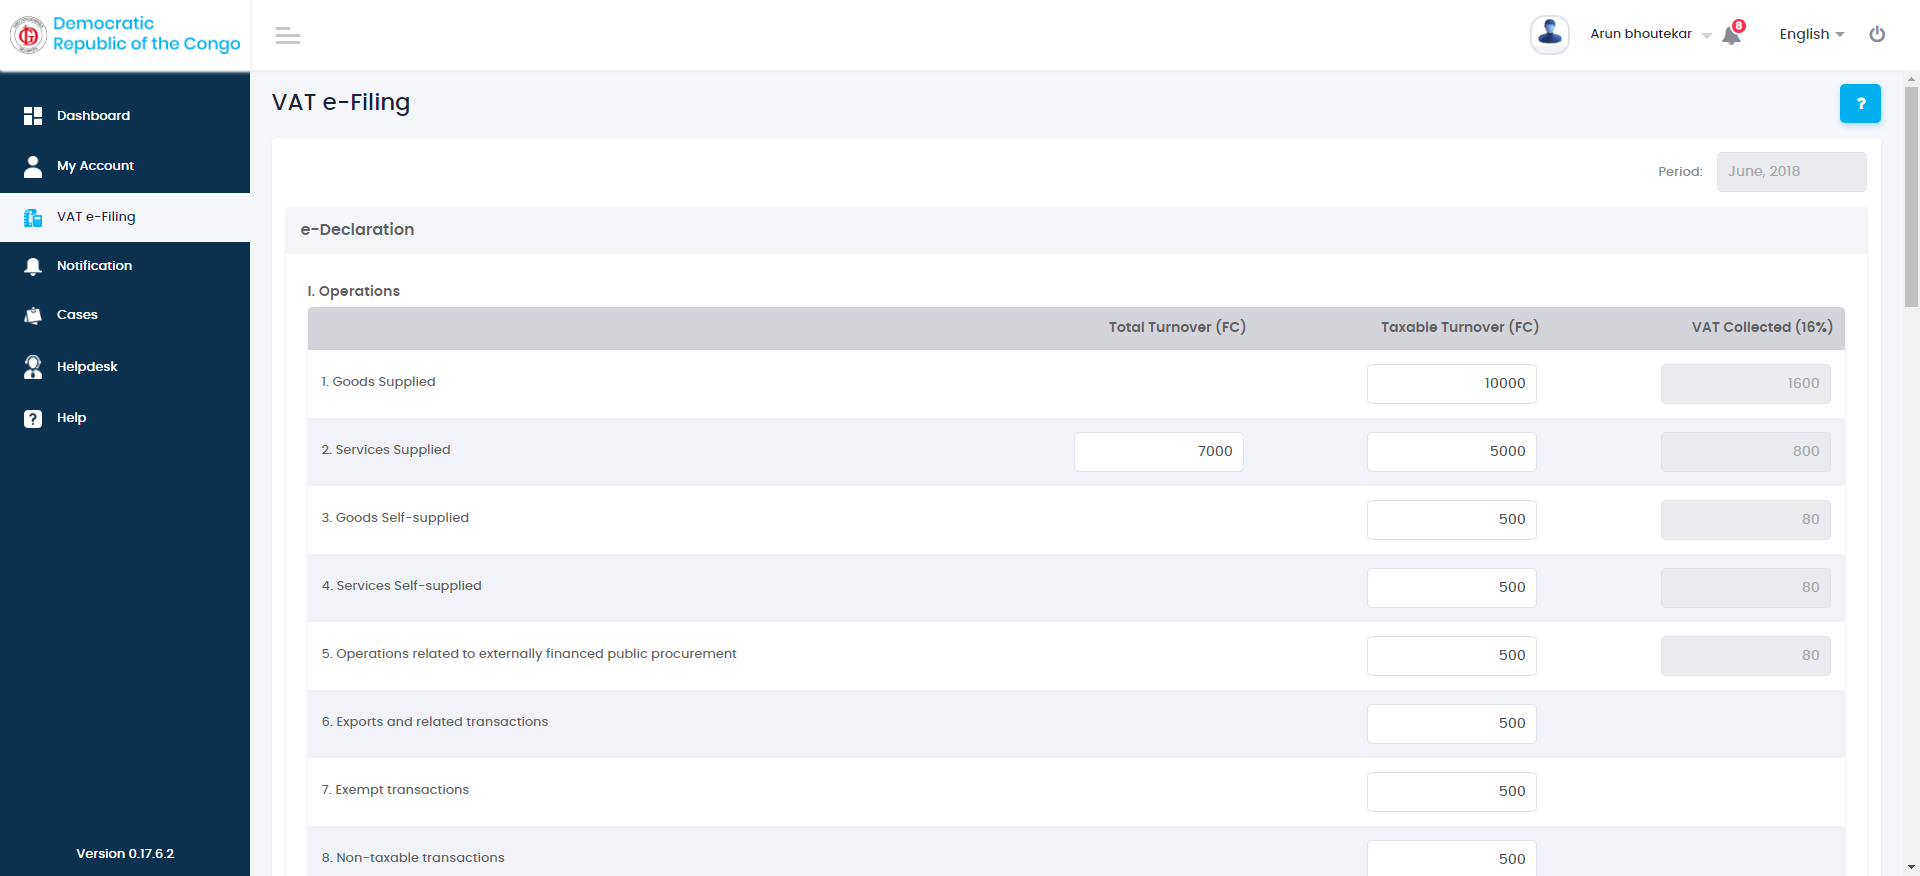 Democratic
Republic of the Congo
Arun bhoutekar
8
English
Dashboard
My Account
VAT e-Filing
Notification
Cases
Helpdesk
? Help
Version 0.17.6.2
VAT e-Filing
?
Period: June, 2018
e-Declaration
I. Operations
Total Turnover (FC) Taxable Turnover (FC) VAT Collected (16%)
1. Goods Supplied 10000 1600
2. Services Supplied 7000 5000 800
3. Goods Self-supplied 500 80
4. Services Self-supplied 500 80
5. Operations related to externally financed public procurement 500 80
6. Exports and related transactions 500
7. Exempt transactions 500
8. Non-taxable transactions 500